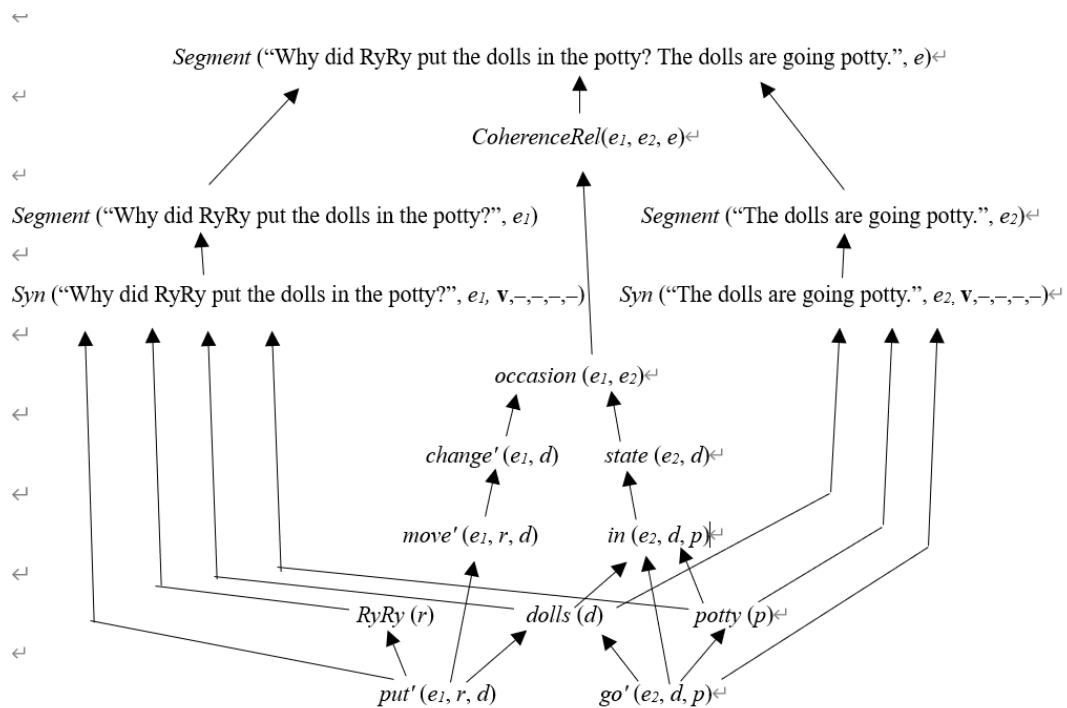 Segment (“Why did RyRy put the dolls in the potty? The dolls are going potty.”, e)↵
CoherenceRel(e1, e2, e)↵
Segment (“Why did RyRy put the dolls in the potty?”, e1)
Segment (“The dolls are going potty.”, e2)↵
Syn (“Why did RyRy put the dolls in the potty?”, e1, v,–,–,–,–)
Syn (“The dolls are going potty.”, e2, v,–,–,–,–)↵
occasion (e1, e2)↵
change' (e1, d)
state (e2, d)↵
move' (e1, r, d)
in (e2, d, p)↵
RyRy (r)
dolls (d)
potty (p)↵
put' (e1, r, d)
go' (e2, d, p)↵